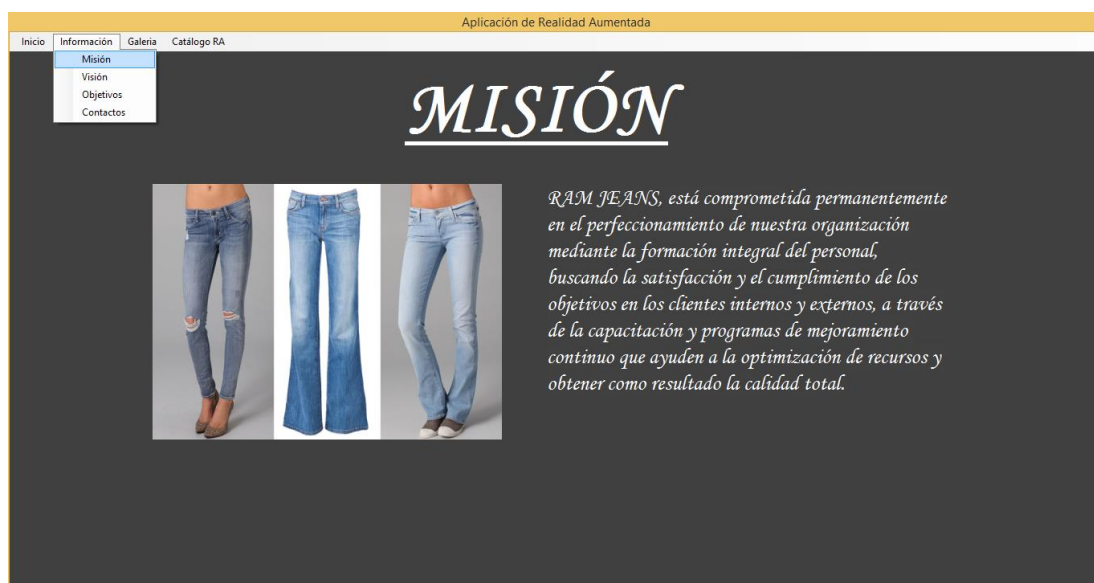 Aplicación de Realidad Aumentada
Inicio Información Galeria Catálogo RA
Misión
Visión
Objetivos
Contactos
MISIÓN
RAM JEANS, está comprometida permanentemente
en el perfeccionamiento de nuestra organización
mediante la formación integral del personal,
buscando la satisfacción y el cumplimiento de los
objetivos en los clientes internos y externos, a través
de la capacitación y programas de mejoramiento
continuo que ayuden a la optimización de recursos y
obtener como resultado la calidad total.